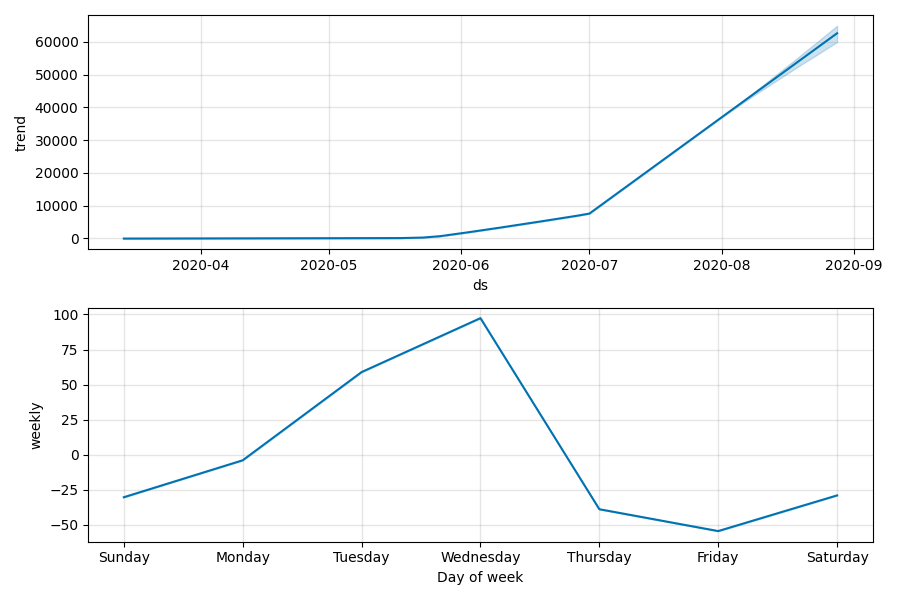 60000
50000
40000
30000
20000
10000
0
trend
2020-04 2020-05 2020-06 2020-07 2020-08 2020-09
ds
100
75
50
25
0
−25
−50
weekly
Sunday Monday Tuesday Wednesday Thursday Friday Saturday
Day of week